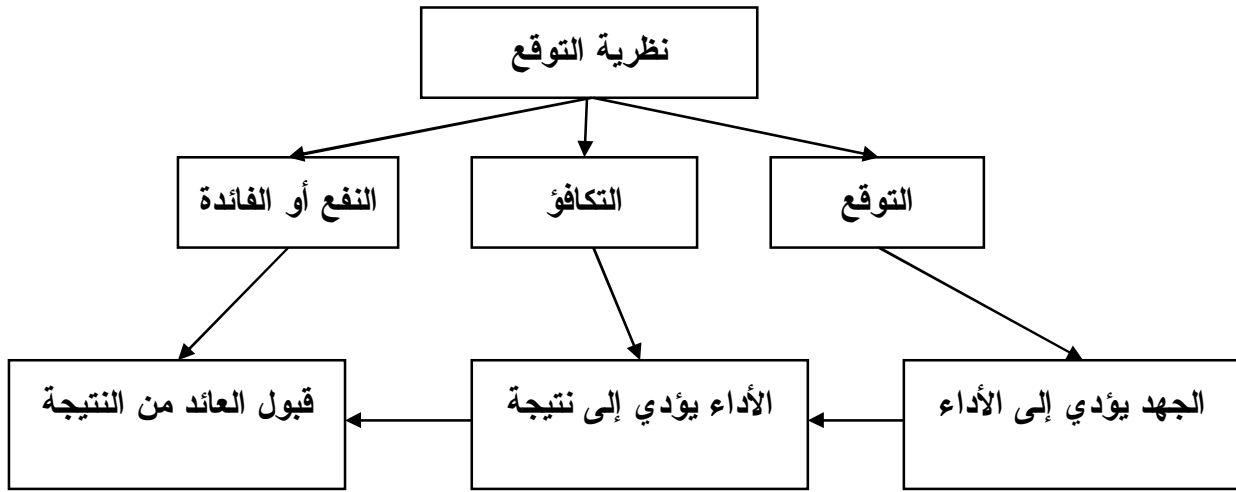 نظرية التوقع
التوقع
التكافؤ
النفع أو الفائدة
الجهد يؤدي إلى الأداء
الأداء يؤدي إلى نتيجة
قبول العائد من النتيجة